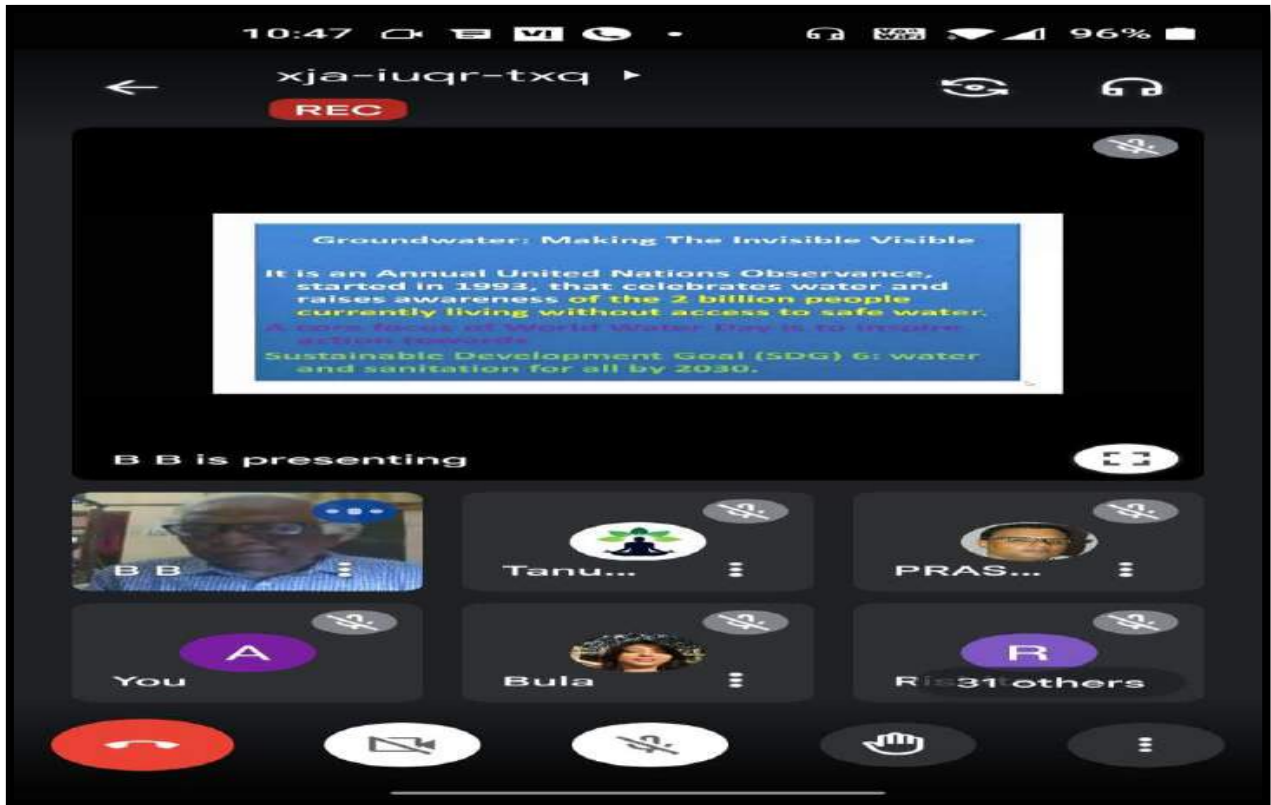 10:47 VI Voo WiFi 96%
xja-iuqr-txq
REC
Groundwater: Making The Invisible Visible
It is an Annual United Nations Observance,
started in 1993, that celebrates water and
raises awareness of the 2 billion people
currently living without access to safe water.
A core focus of World Water Day is to inspire
action towards
Sustainable Development Goal (SDG) 6: water
and sanitation for all by 2030.
B B is presenting
B B
Tanu...
PRAS...
A
You
Bula
R
31 others